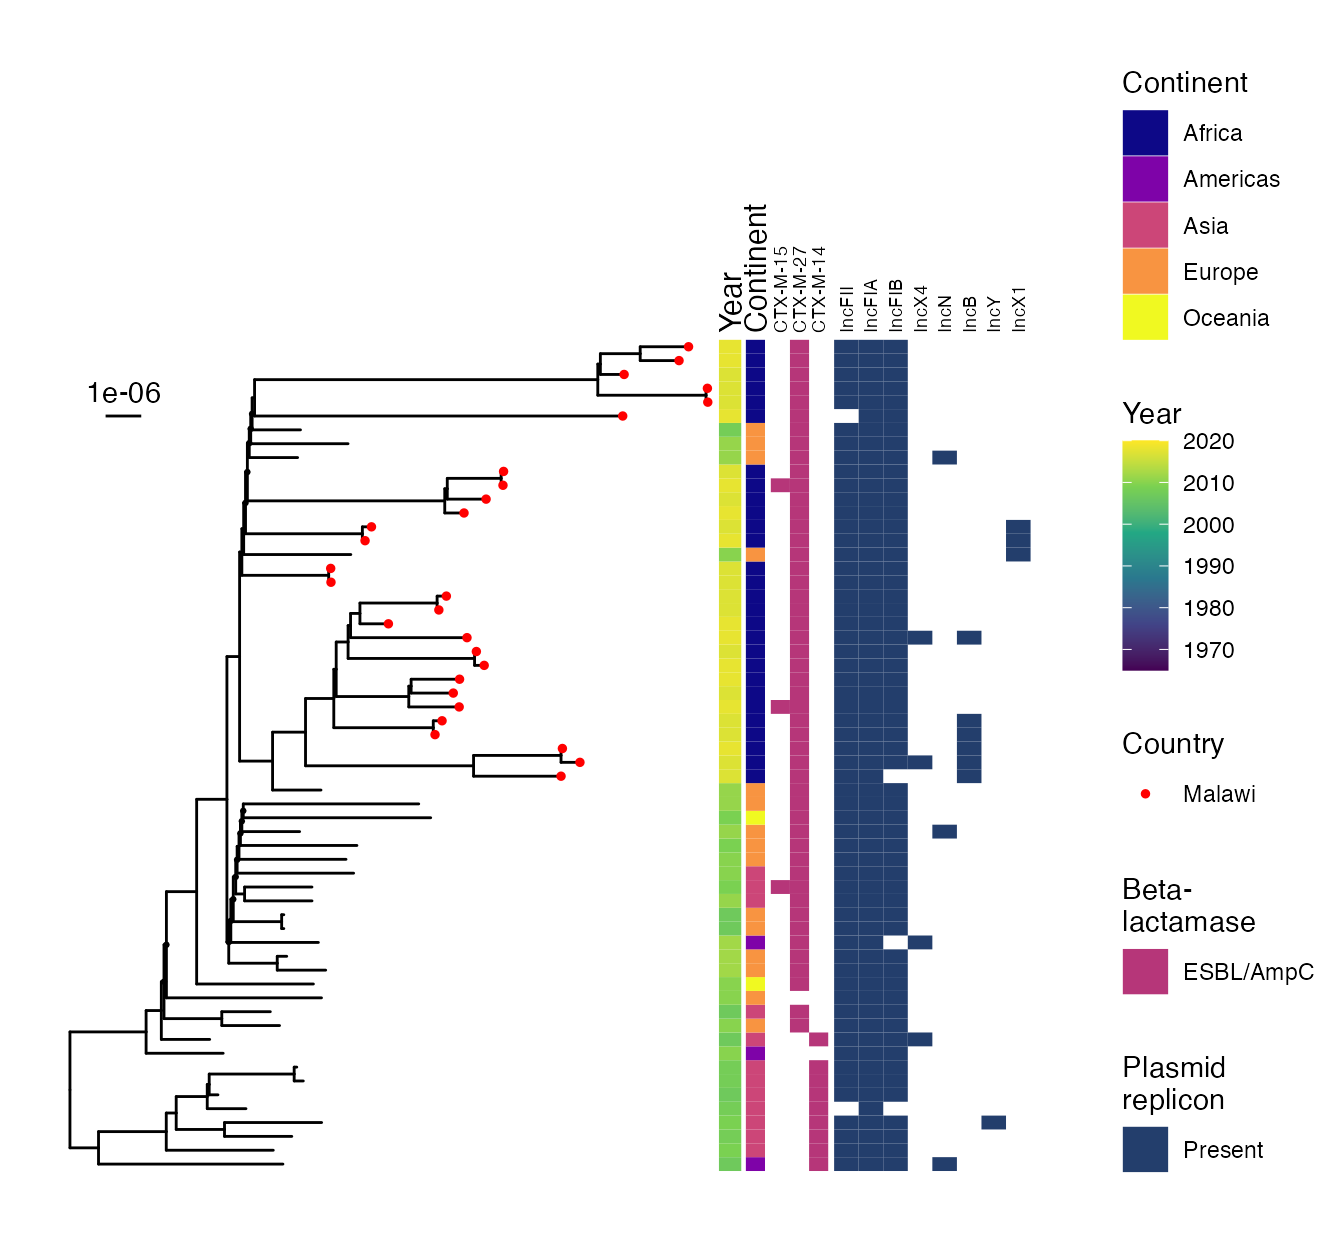 1e-06
Year
Continent
CTX-M-15
CTX-M-27
CTX-M-14
IncFII
IncFIA
IncFIB
IncX4
IncN
IncB
IncY
IncX1
Continent
Africa
Americas
Asia
Europe
Oceania
Year
2020
2010
2000
1990
1980
1970
Country
Malawi
Beta-
lactamase
ESBL/AmpC
Plasmid
replicon
Present